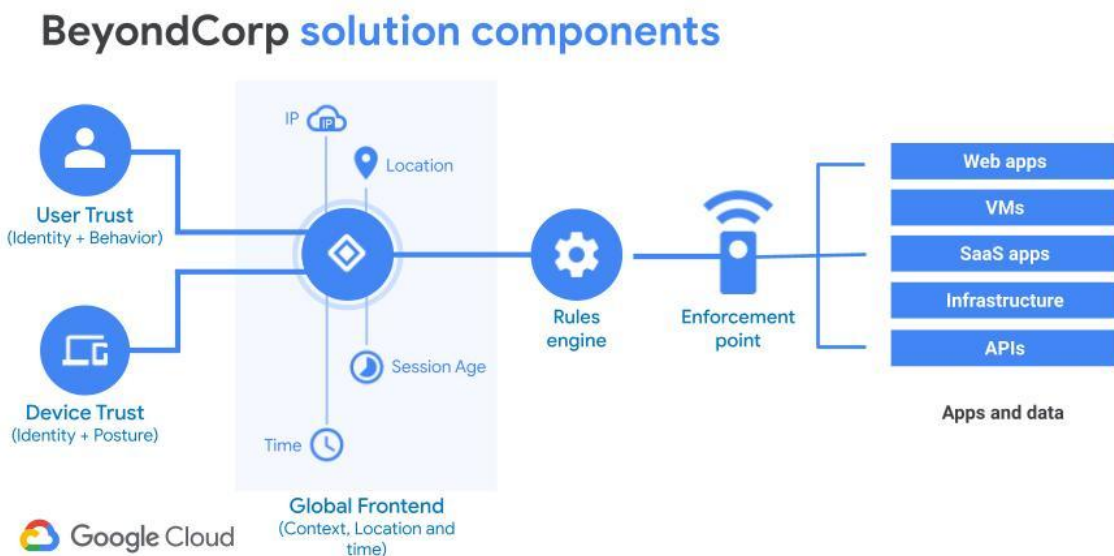 BeyondCorp solution components
IP
IP
Location
User Trust
(Identity + Behavior)
Device Trust
(Identity + Posture)
Session Age
Time
Global Frontend
(Context, Location and
time)
Rules
engine
Enforcement
point
Web apps
VMs
SaaS apps
Infrastructure
APIs
Apps and data
Google Cloud